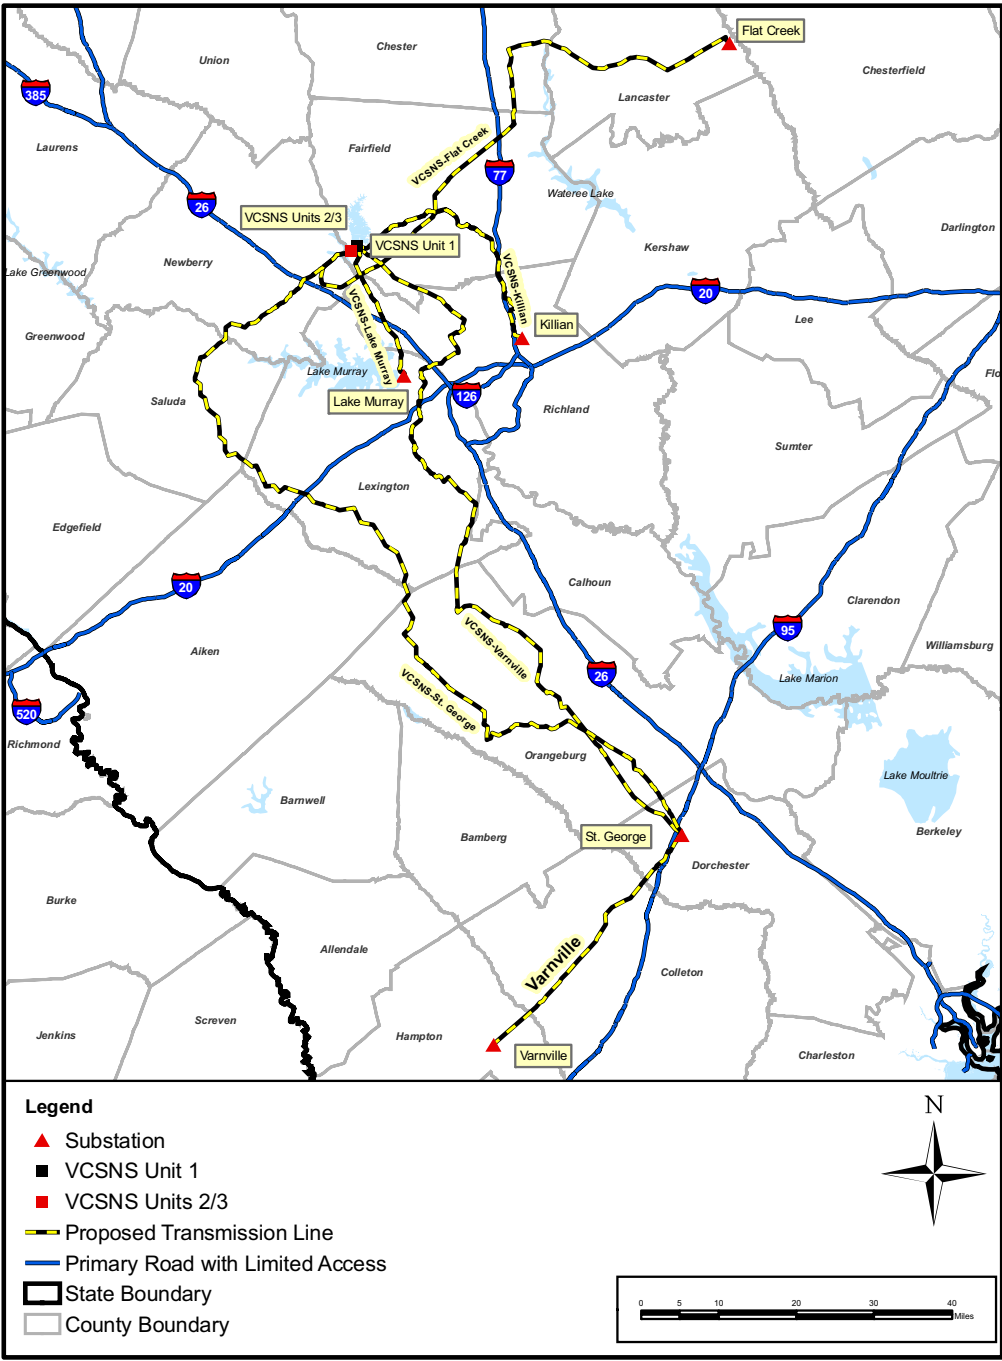 Flat Creek
Chester
Union
Chesterfield
385
Lancaster
Laurens
Fairfield
VCSNS-Flat Creek
77
Wateree Lake
26
VCSNS Units 2/3
Darlington
VCSNS Unit 1
Kershaw
Newberry
Lake Greenwood
VCSNS-Killian
20
VCSNS-Lake Murray
Killian
Lee
Greenwood
Lake Murray
Flo
Saluda
126
Lake Murray
Richland
Sumter
Lexington
Edgefield
20
Calhoun
Clarendon
95
Williamsburg
Aiken
VCSNS-Varnville
26
Lake Marion
VCSNS-St. George
520
Richmond
Orangeburg
Lake Moultrie
Barnwell
Berkeley
Bamberg
St. George
Dorchester
Burke
Allendale
Varnville
Colleton
Screven
Jenkins
Hampton
Varnville
Charleston
Legend
Substation
VCSNS Unit 1
VCSNS Units 2/3
Proposed Transmission Line
Primary Road with Limited Access
State Boundary
County Boundary
N
0 5 10 20 30 40
Miles